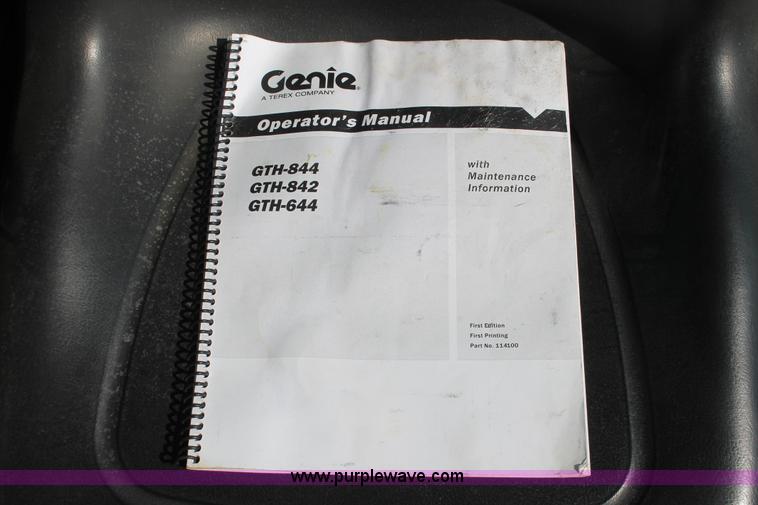 Genie
A TEREX COMPANY
Operator's Manual
GTH-844
GTH-842
GTH-644
with
Maintenance
Information
First Edition
First Printing
Part No. 114100
www.purplewave.com